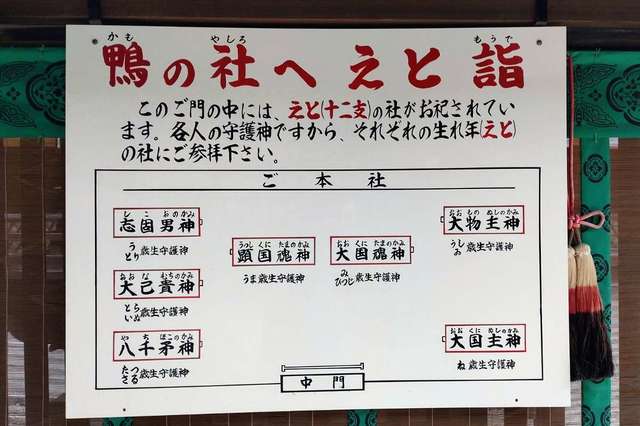 鴨の社へえと詣
かも やしろ もうで
このご門の中には、えと(十二支)の社がお祀されてい
ます。各人の守護神ですから、それぞれの生れ年(えと)
の社にご参拝下さい。
ご本社
しこおのかみ
志国男神
うとり歳生守護神
おおなむちのかみ
大己貴神
とらいぬ歳生守護神
やちほこのかみ
八千矛神
たつさる歳生守護神
うつしくにたまのかみ
顕国魂神
うま歳生守護神
おおくにたまのかみ
大国魂神
みひつじ歳生守護神
おおものぬしのかみ
大物主神
うしゐ歳生守護神
おおくにぬしのかみ
大国主神
ね歳生守護神
中門